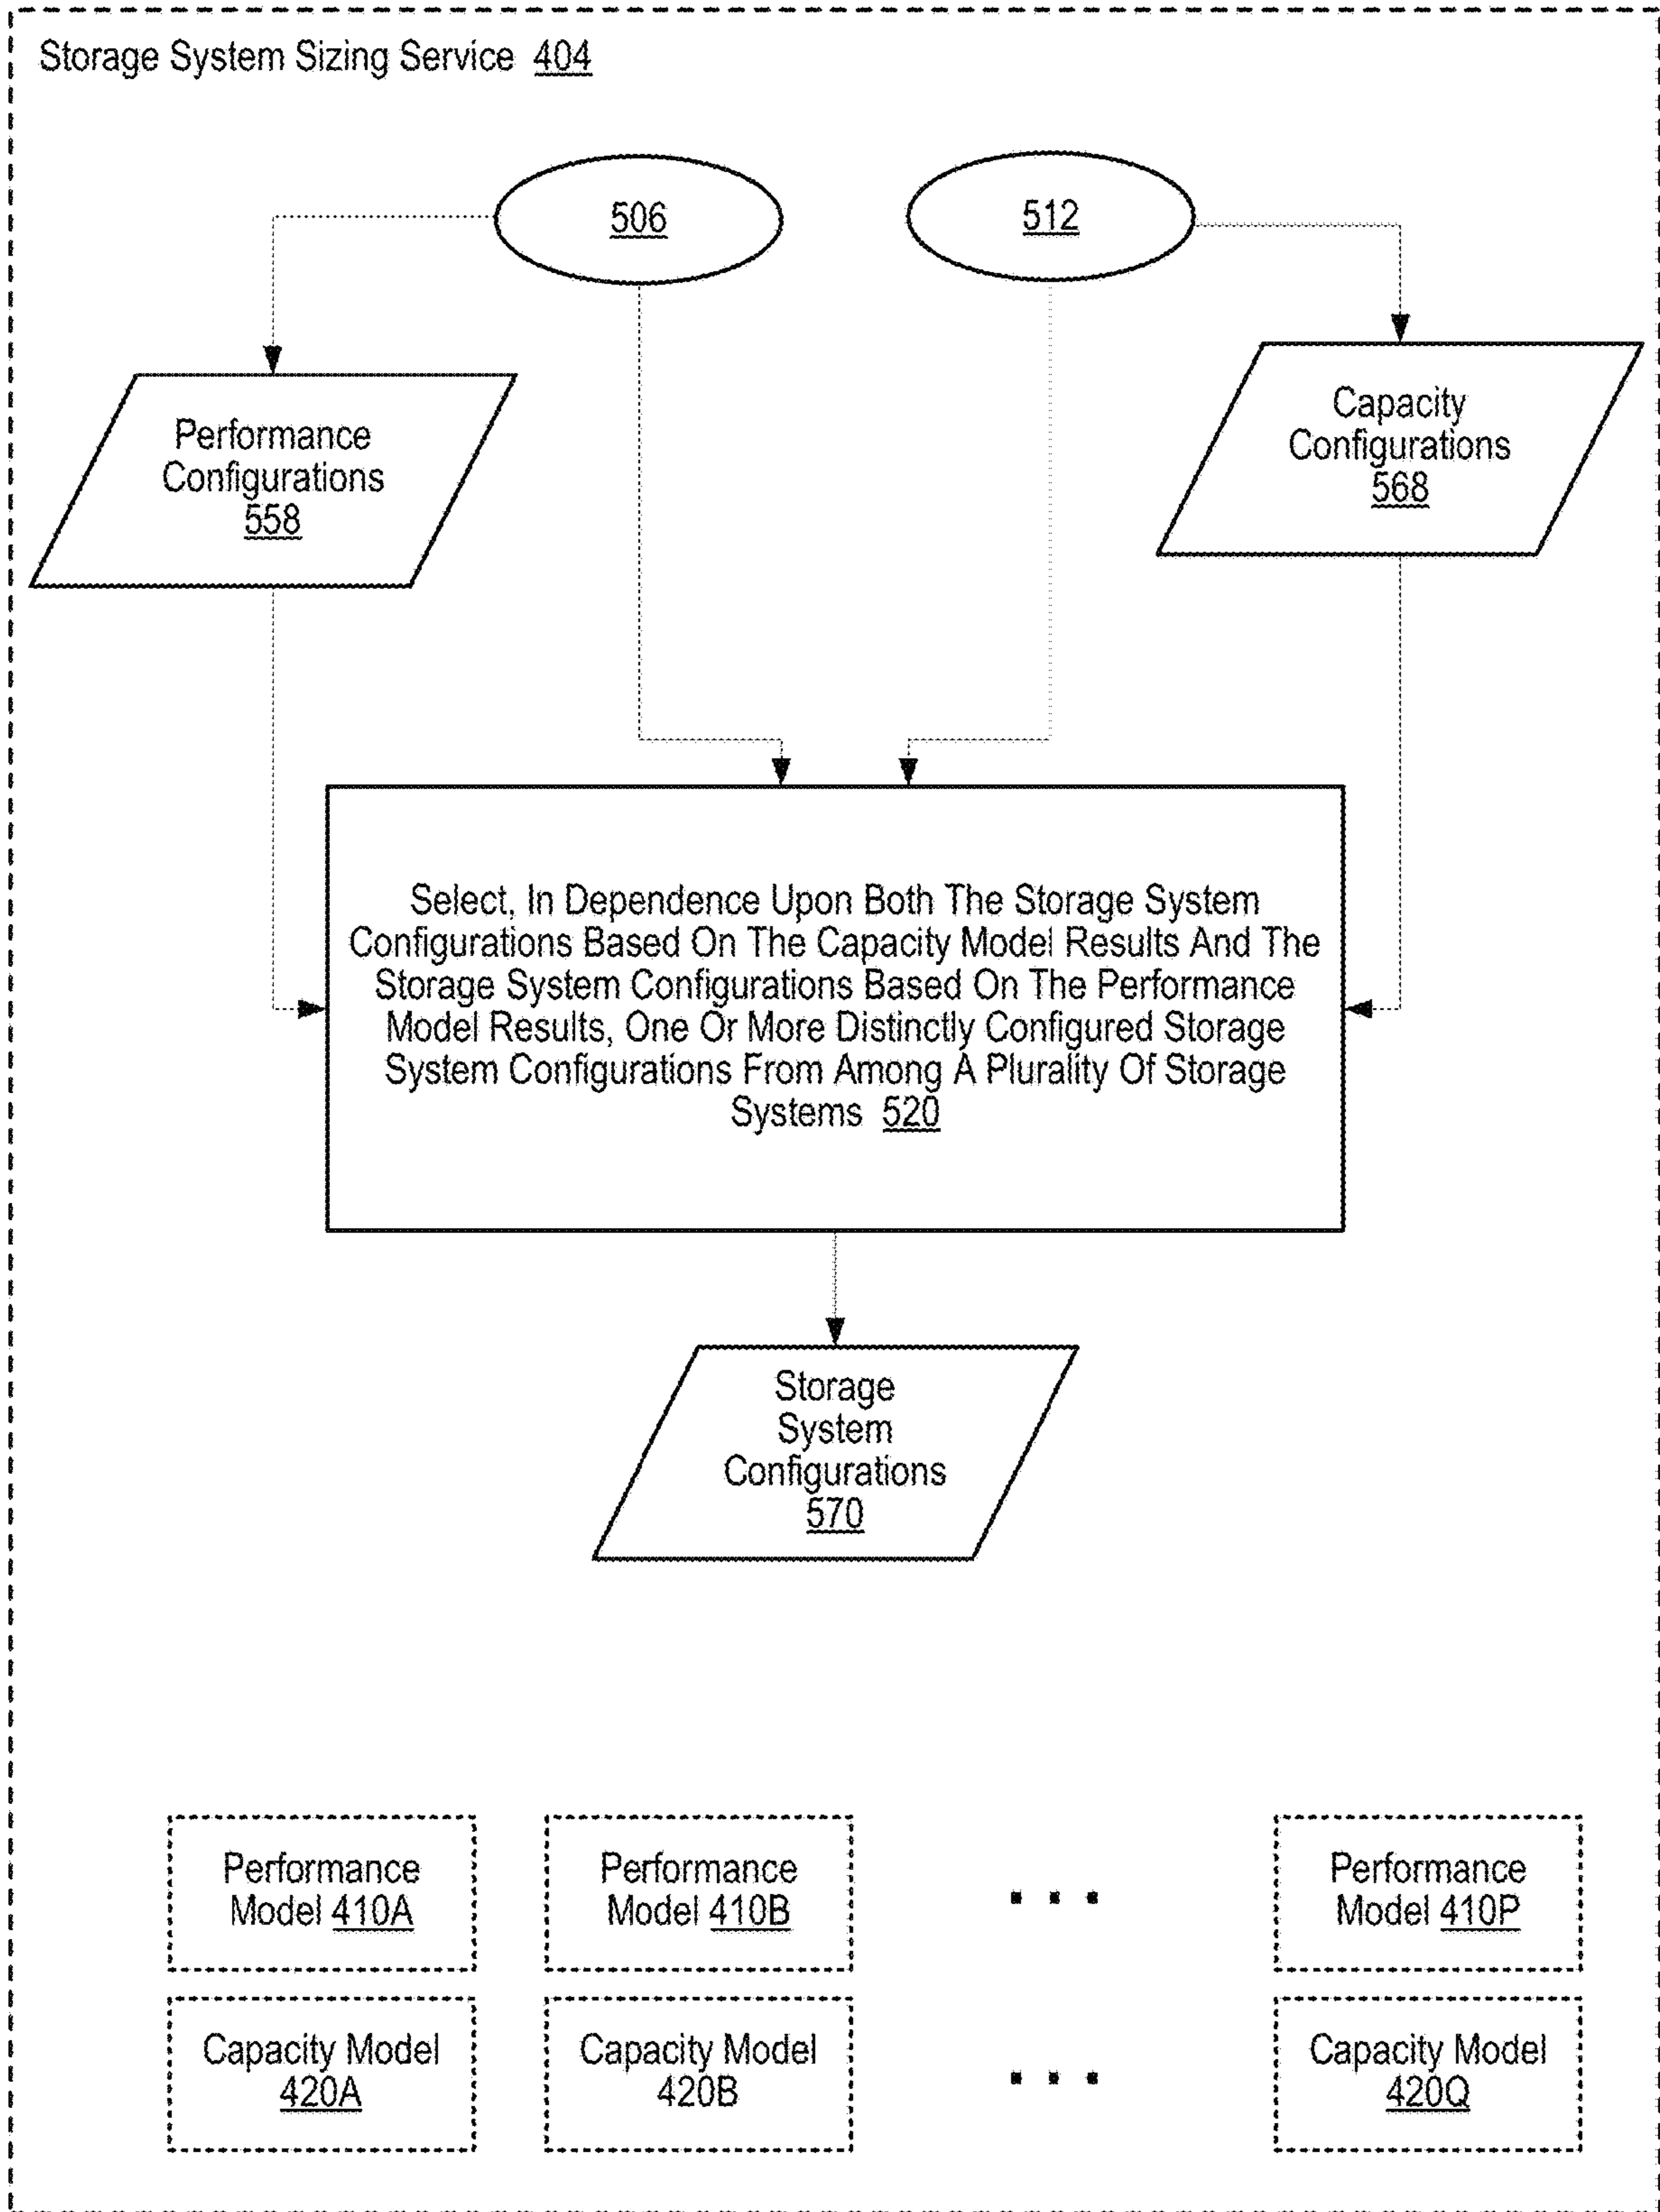 Storage System Sizing Service 404
506
512
Performance
Configurations
558
Capacity
Configurations
568
Select, In Dependence Upon Both The Storage System
Configurations Based On The Capacity Model Results And The
Storage System Configurations Based On The Performance
Model Results, One Or More Distinctly Configured Storage
System Configurations From Among A Plurality Of Storage
Systems 520
Storage
System
Configurations
570
Performance
Model 410A
Performance
Model 410B
. . .
Performance
Model 410P
Capacity Model
420A
Capacity Model
420B
. . .
Capacity Model
420Q